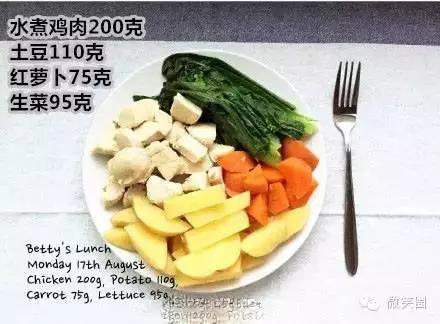 水煮鸡肉200克
土豆110克
红萝卜75克
生菜95克
Betty's Lunch
Monday 17th August
Chicken 200g, Potato 110g,
Carrot 75g, Lettuce 95g
微笑圈